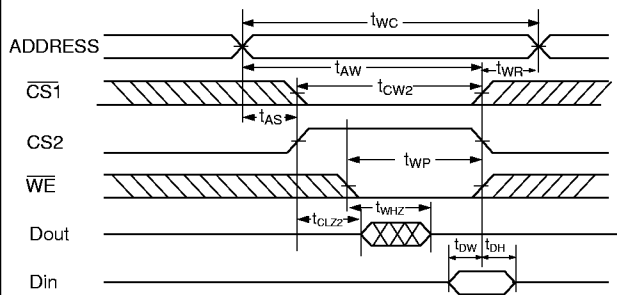 tWC
ADDRESS
tAW
tWR
CS1
tCW2
tAS
CS2
tWP
WE
tCLZ2
tWHZ
Dout
tDW
tDH
Din